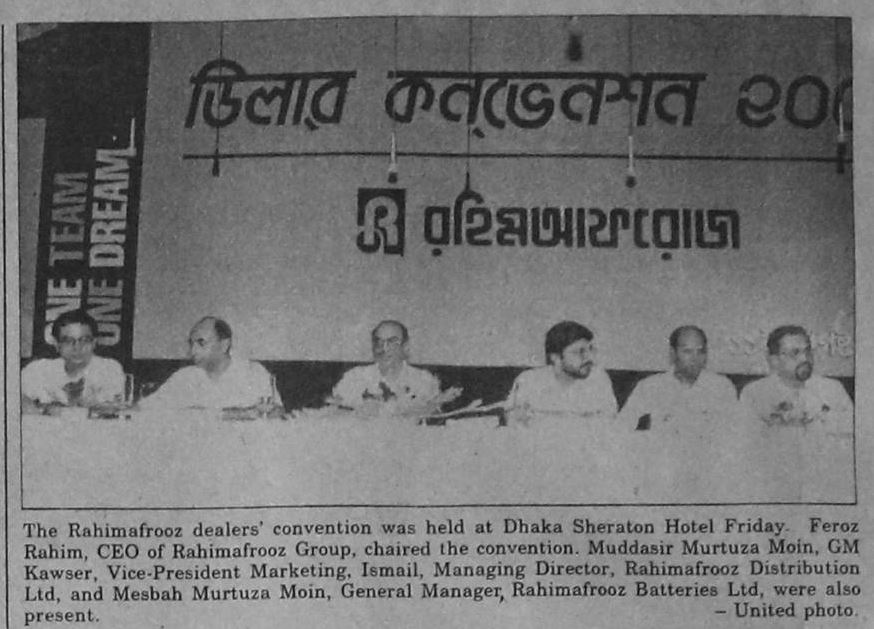 ডিলার কনভেনশন ২০০
রহিমআফরোজ
ONE TEAM
ONE DREAM
The Rahimafrooz dealers' convention was held at Dhaka Sheraton Hotel Friday. Feroz
Rahim, CEO of Rahimafrooz Group, chaired the convention. Muddasir Murtuza Moin, GM
Kawser, Vice-President Marketing, Ismail, Managing Director, Rahimafrooz Distribution
Ltd, and Mesbah Murtuza Moin, General Manager, Rahimafrooz Batteries Ltd, were also
present. – United photo.